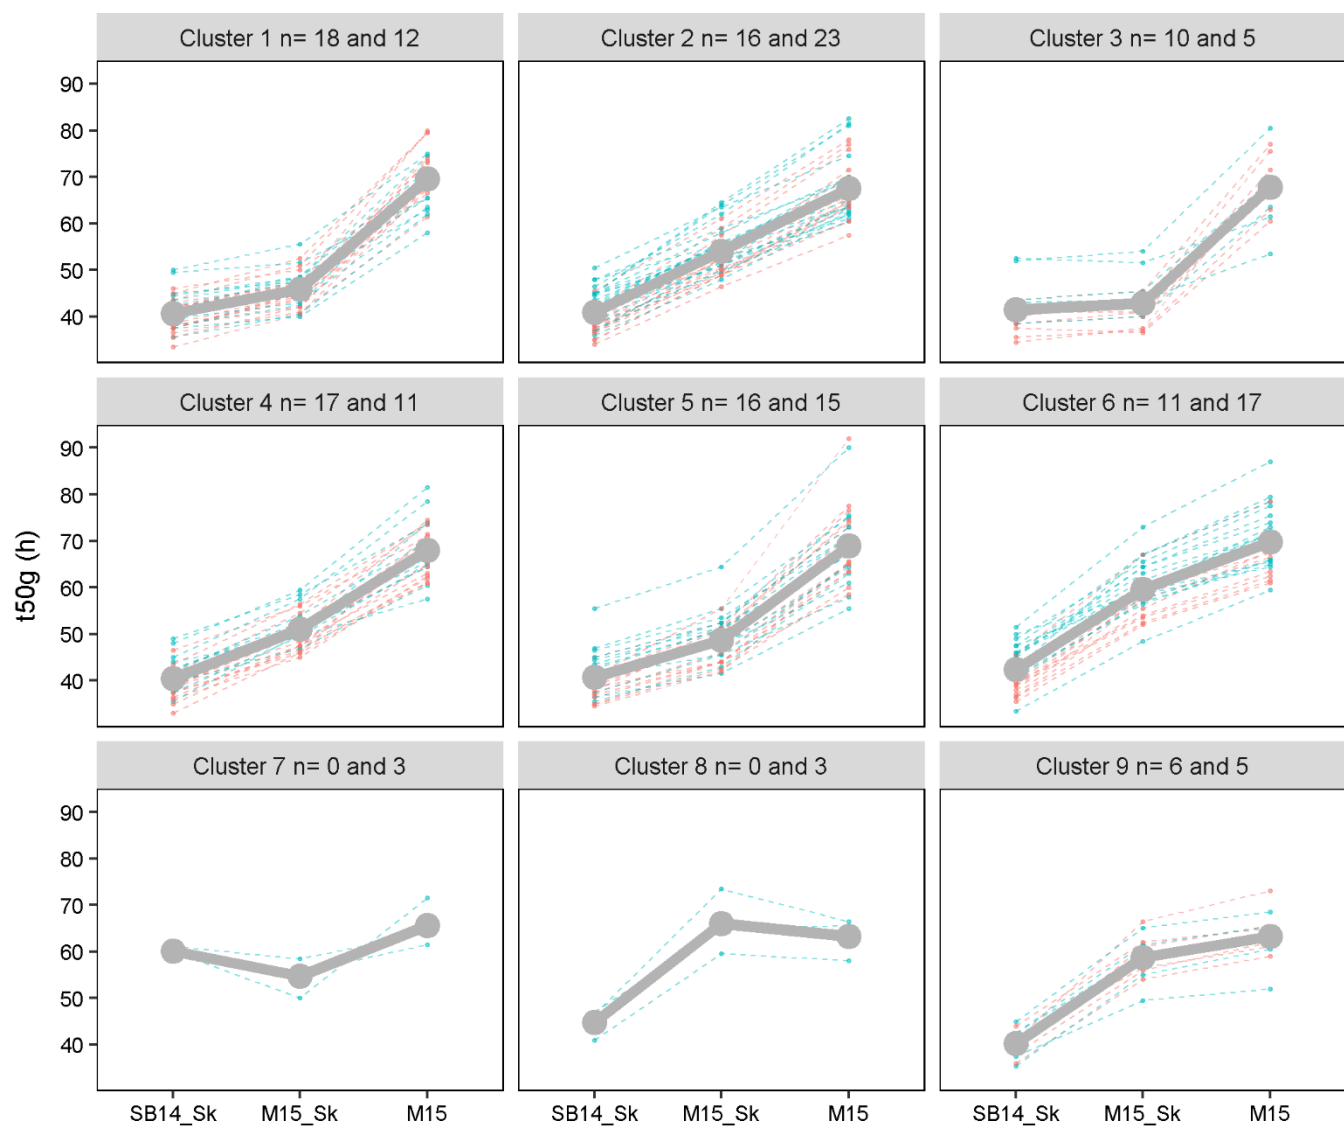 Cluster 1 n= 18 and 12
Cluster 2 n= 16 and 23
Cluster 3 n= 10 and 5
90
80
70
60
50
40
Cluster 4 n= 17 and 11
Cluster 5 n= 16 and 15
Cluster 6 n= 11 and 17
90
80
70
60
50
40
t50g (h)
Cluster 7 n= 0 and 3
Cluster 8 n= 0 and 3
Cluster 9 n= 6 and 5
90
80
70
60
50
40
SB14_Sk M15_Sk M15 SB14_Sk M15_Sk M15 SB14_Sk M15_Sk M15